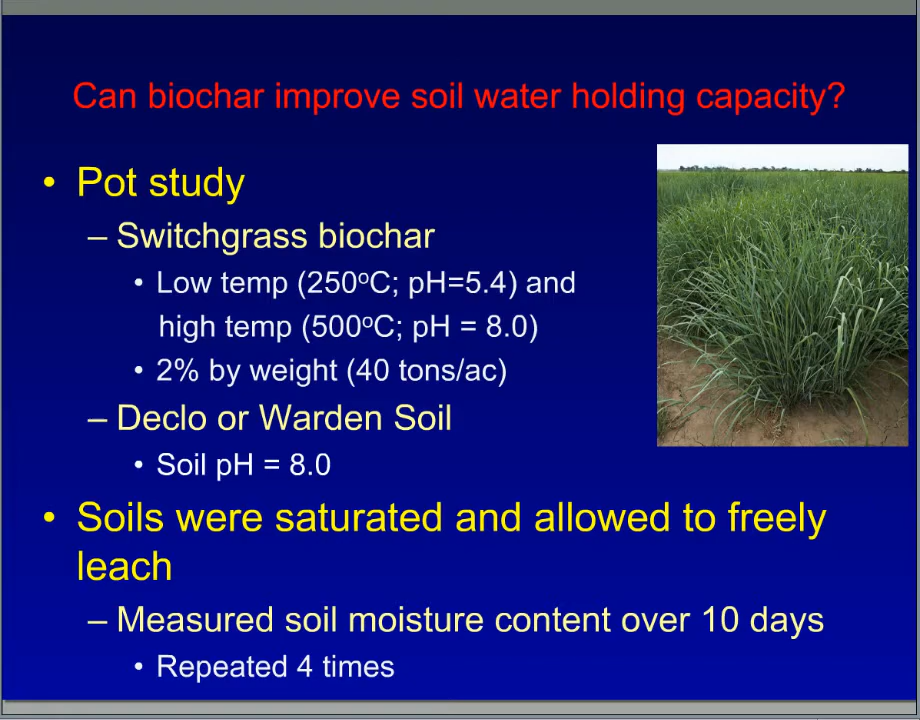 Can biochar improve soil water holding capacity?
• Pot study
– Switchgrass biochar
• Low temp (250ºC; pH=5.4) and
high temp (500ºC; pH = 8.0)
• 2% by weight (40 tons/ac)
– Declo or Warden Soil
• Soil pH = 8.0
• Soils were saturated and allowed to freely
leach
– Measured soil moisture content over 10 days
• Repeated 4 times